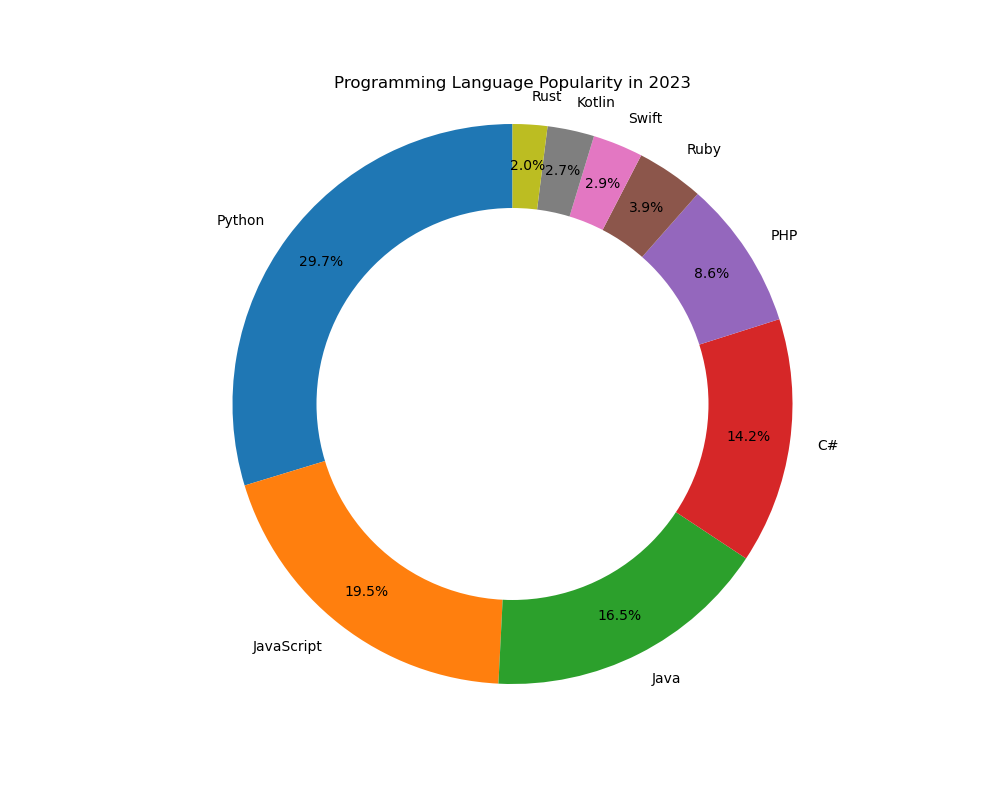 Programming Language Popularity in 2023
Rust
Kotlin
Swift
Ruby
PHP
C#
Java
JavaScript
Python
2.0%
2.7%
2.9%
3.9%
8.6%
14.2%
16.5%
19.5%
29.7%